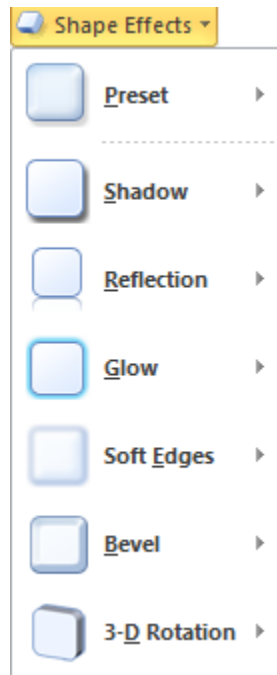 Shape Effects
Preset
Shadow
Reflection
Glow
Soft Edges
Bevel
3-D Rotation